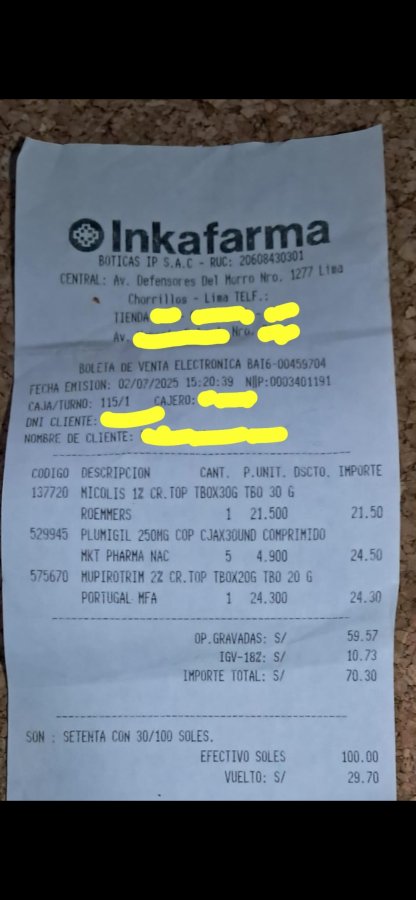 Inkafarma
BOTICAS IP S.A.C - RUC: 20608430301
CENTRAL: Av. Defensores Del Morro Nro. 1277 Lima
Chorrillos - Lima TELF.:
TIENDA
Av. Nro.
BOLETA DE VENTA ELECTRONICA BAI6-00459704
FECHA EMISION: 02/07/2025 15:20:39 NºP:0003401191
CAJA/TURNO: 115/1 CAJERO:
DNI CLIENTE:
NOMBRE DE CLIENTE:
CODIGO DESCRIPCION CANT. P.UNIT. DSCTO. IMPORTE
137720 MICOLIS 1% CR.TOP TBOX30G TBO 30 G
ROEMMERS 1 21.500 21.50
529945 PLUMIGIL 250MG COP CJAX30UND COMPRIMIDO
MKT PHARMA NAC 5 4.900 24.50
575670 MUPIROTRIM 2% CR.TOP TBOX20G TBO 20 G
PORTUGAL MFA 1 24.300 24.30
OP.GRAVADAS: S/ 59.57
IGV-18%: S/ 10.73
IMPORTE TOTAL: S/ 70.30
SON : SETENTA CON 30/100 SOLES.
EFECTIVO SOLES 100.00
VUELTO: S/ 29.70